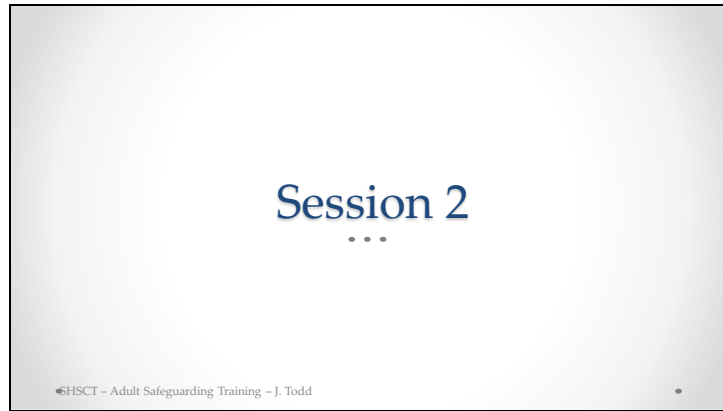 Session 2
SHSCT – Adult Safeguarding Training – J. Todd